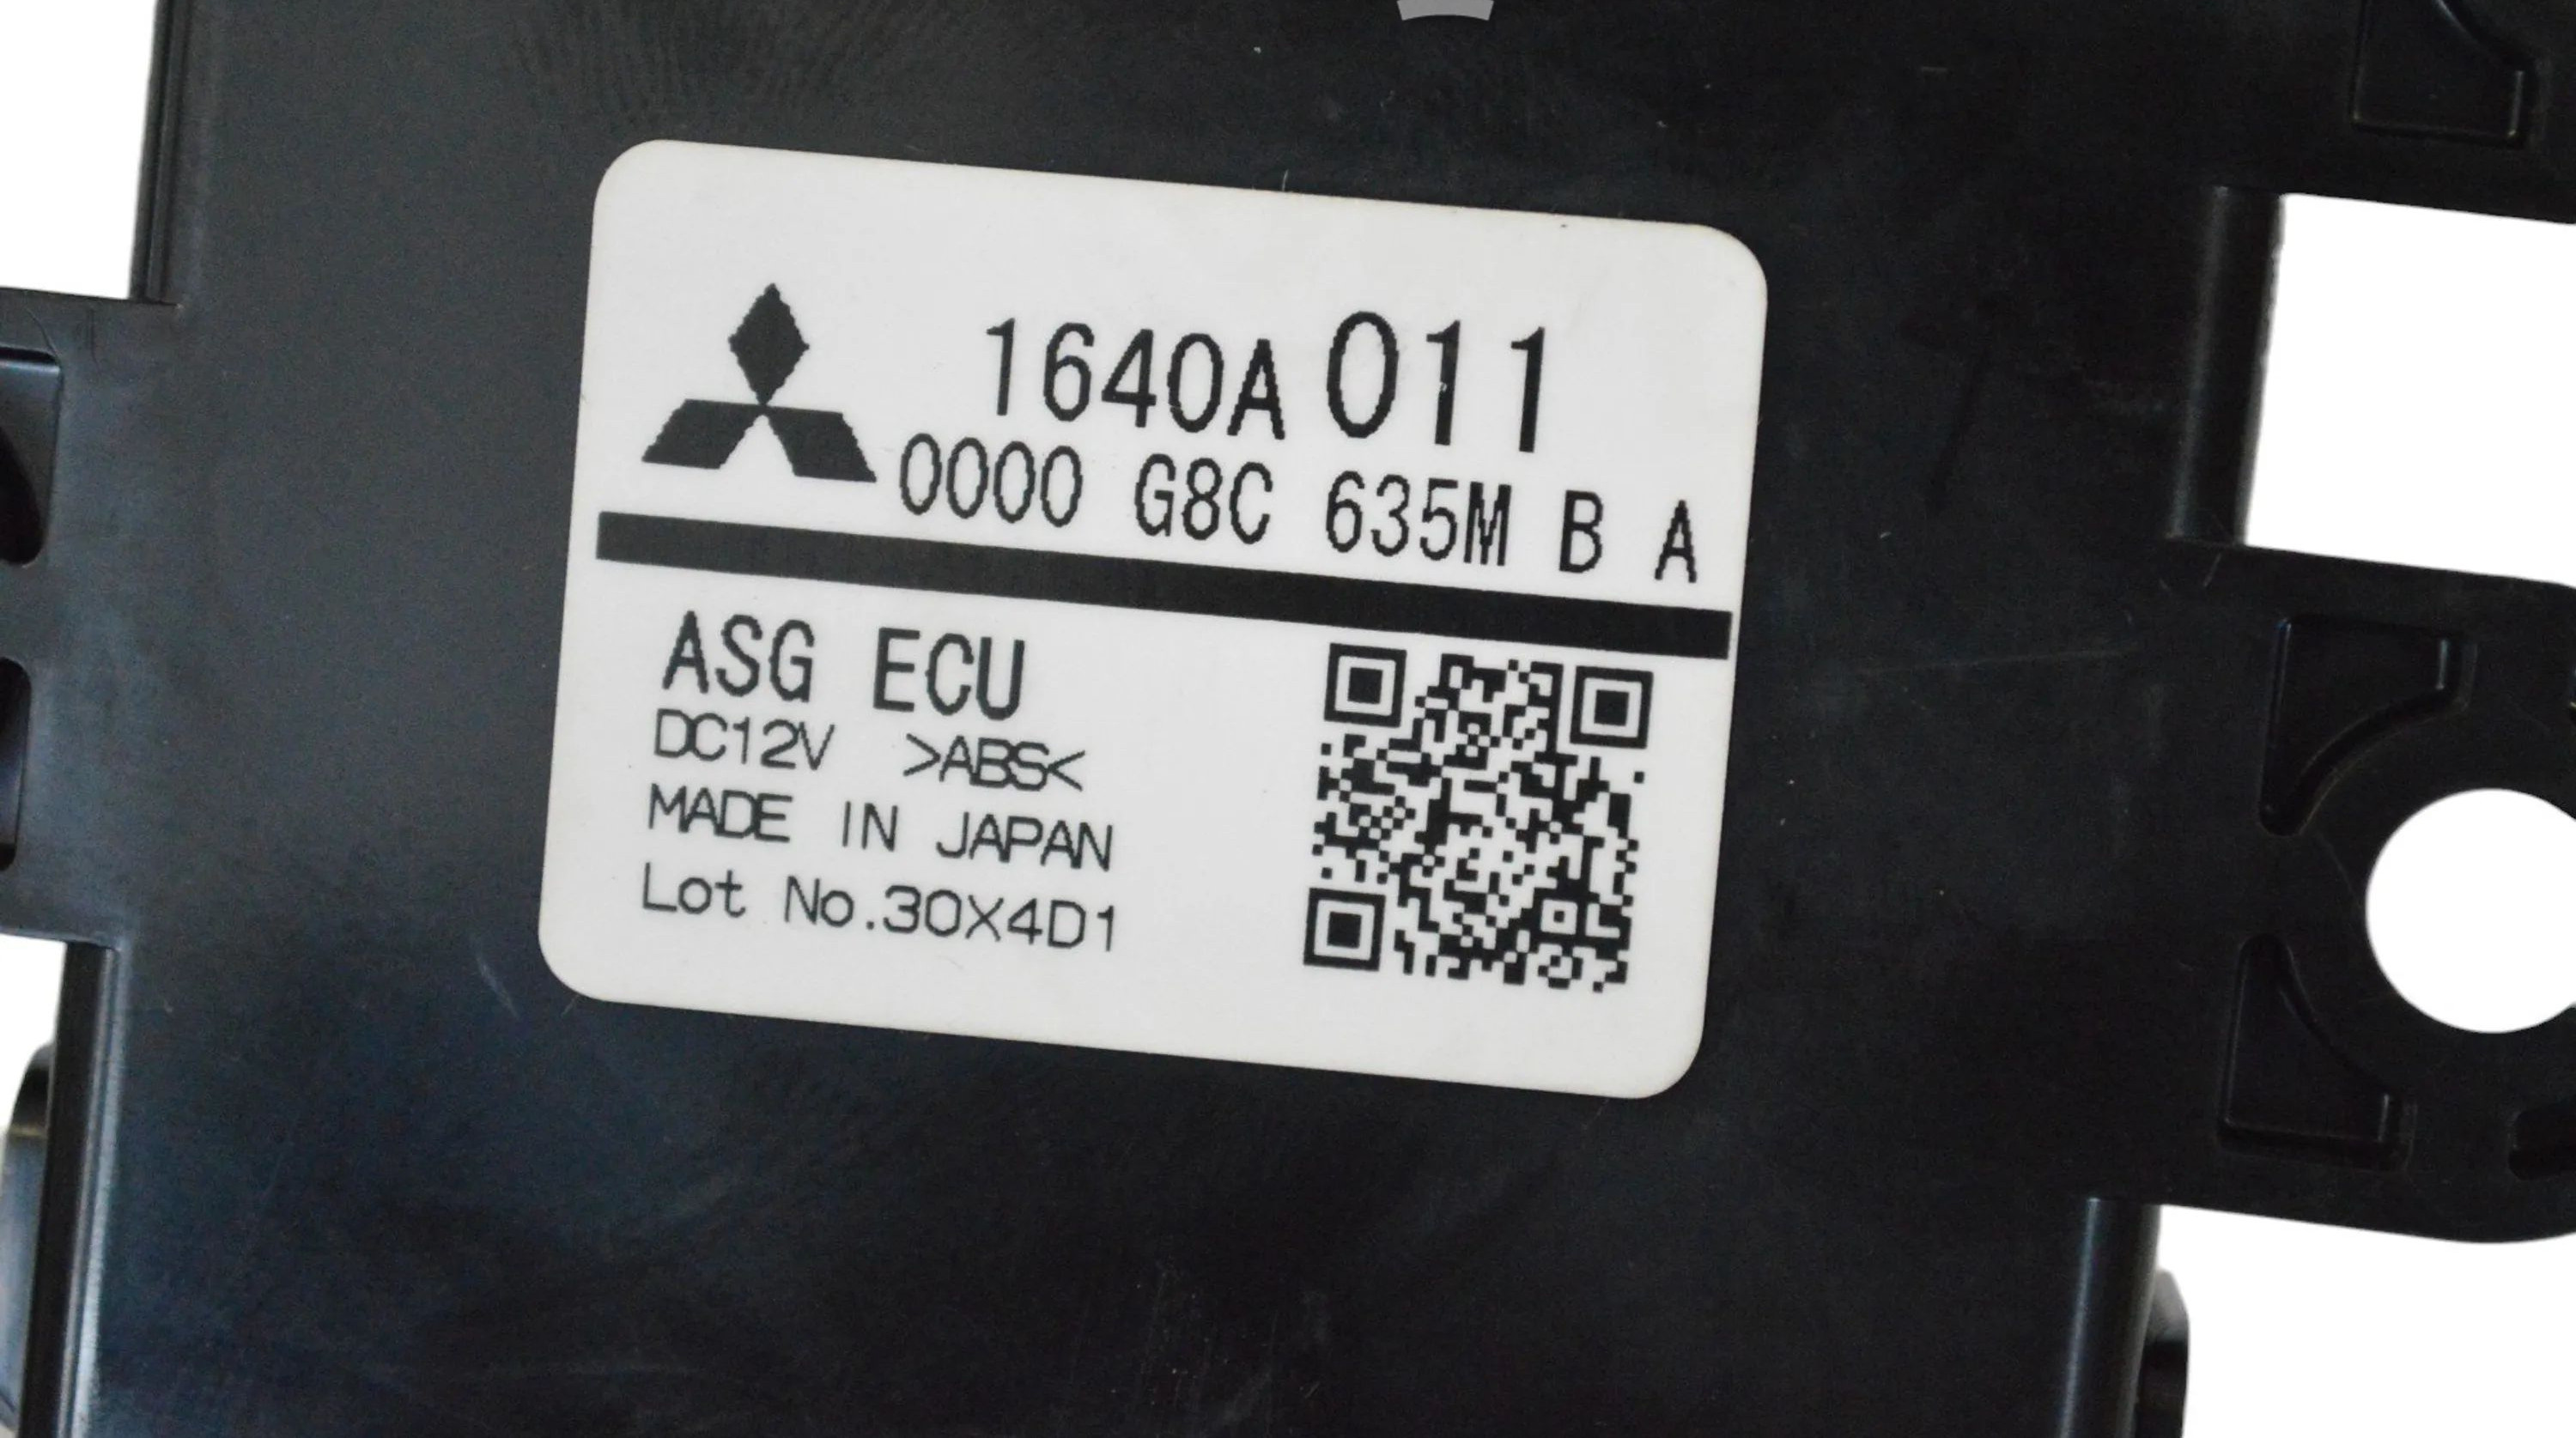 1640A 011
0000 G8C 635M B A
ASG ECU
DC12V >ABS<
MADE IN JAPAN
Lot No.30X4D1